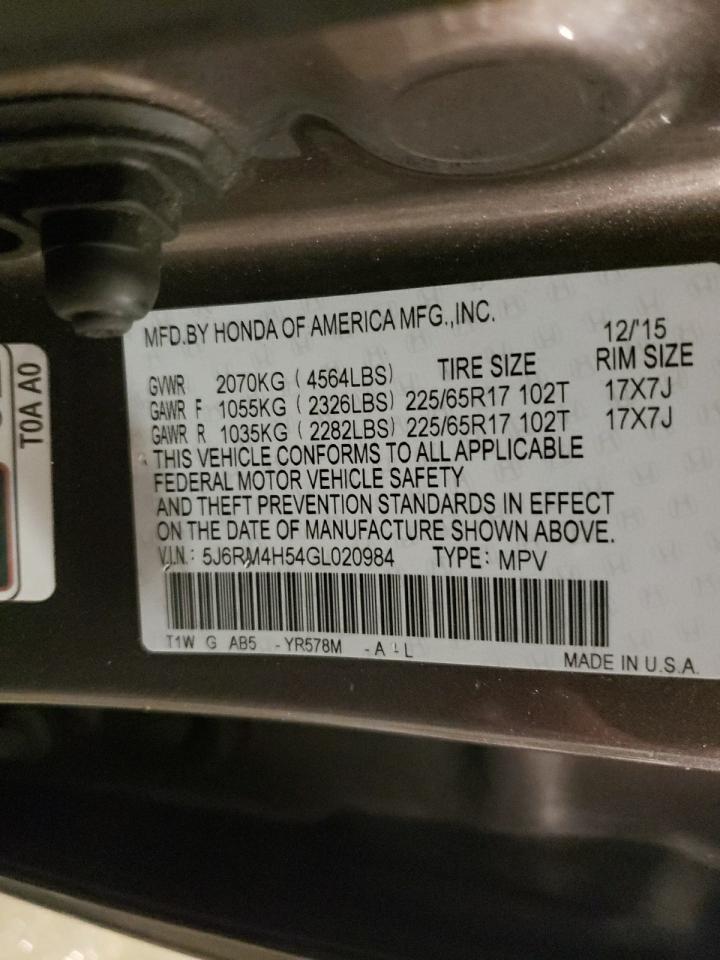 MFD.BY HONDA OF AMERICA MFG.,INC.
12/'15
GVWR 2070KG ( 4564LBS) TIRE SIZE RIM SIZE
GAWR F 1055KG ( 2326LBS) 225/65R17 102T 17X7J
GAWR R 1035KG ( 2282LBS) 225/65R17 102T 17X7J
THIS VEHICLE CONFORMS TO ALL APPLICABLE
FEDERAL MOTOR VEHICLE SAFETY
AND THEFT PREVENTION STANDARDS IN EFFECT
ON THE DATE OF MANUFACTURE SHOWN ABOVE.
V.I.N.: 5J6RM4H54GL020984 TYPE: MPV
T1W G AB5 -YR578M -A - L
MADE IN U.S.A.
T0A A0